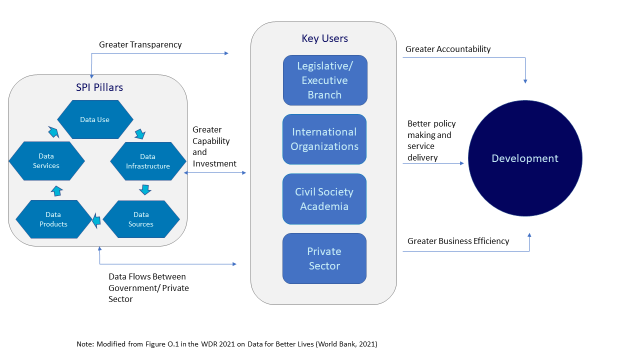 Greater Transparency
SPI Pillars
Data Use
Data
Services
Data
Infrastructure
Data
Products
Data
Sources
Greater
Capability
and
Investment
Data Flows Between
Government/ Private
Sector
Key Users
Legislative/
Executive
Branch
International
Organizations
Civil Society
Academia
Private
Sector
Greater Accountability
Better policy
making and
service
delivery
Greater Business Efficiency
Development
Note: Modified from Figure O.1 in the WDR 2021 on Data for Better Lives (World Bank, 2021)